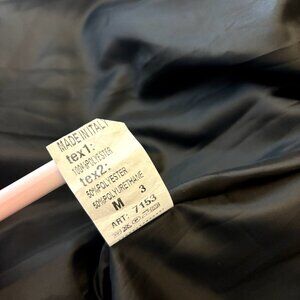 MADE IN ITALY
tex1:
100%POLYESTER
tex2:
50%POLYESTER
50%POLYURETHANE
M 3
ART: 7153